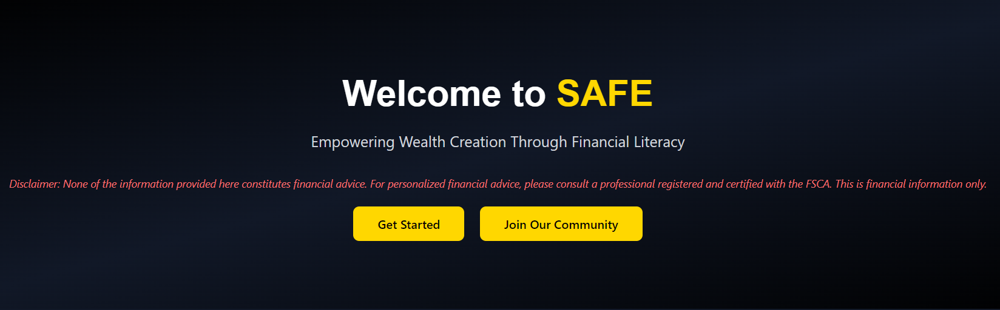 Welcome to SAFE
Empowering Wealth Creation Through Financial Literacy
Disclaimer: None of the information provided here constitutes financial advice. For personalized financial advice, please consult a professional registered and certified with the FSCA. This is financial information only.
Get Started
Join Our Community